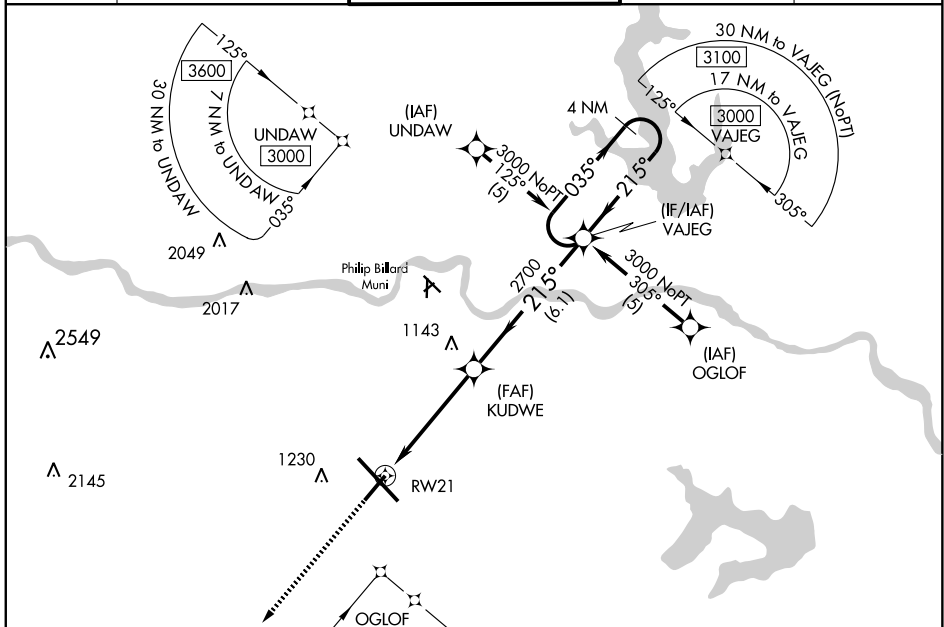 125°
3600
30 NM to UNDAW
7 NM to UNDAW
UNDAW
3000
035°
(IAF)
UNDAW
3000 NoPT
125°
(5)
4 NM
035°
215°
30 NM to VAJEG (NoPT)
3100
17 NM to VAJEG
125°
3000
VAJEG
305°
(IF/IAF)
VAJEG
2049
2017
Philip Billard
Muni
2700
215°
(6.1)
3000 NoPT
305°
(5)
2549
1143
(IAF)
OGLOF
(FAF)
KUDWE
2145
1230
RW21
OGLOF